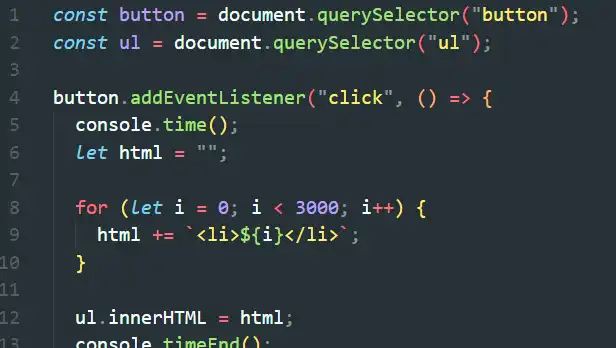 1 const button = document.querySelector("button");
2 const ul = document.querySelector("ul");
3
4 button.addEventListener("click", () => {
5   console.time();
6   let html = "";
7
8   for (let i = 0; i < 3000; i++) {
9     html += `<li>${i}</li>`;
10   }
11
12   ul.innerHTML = html;
13   console.timeEnd();